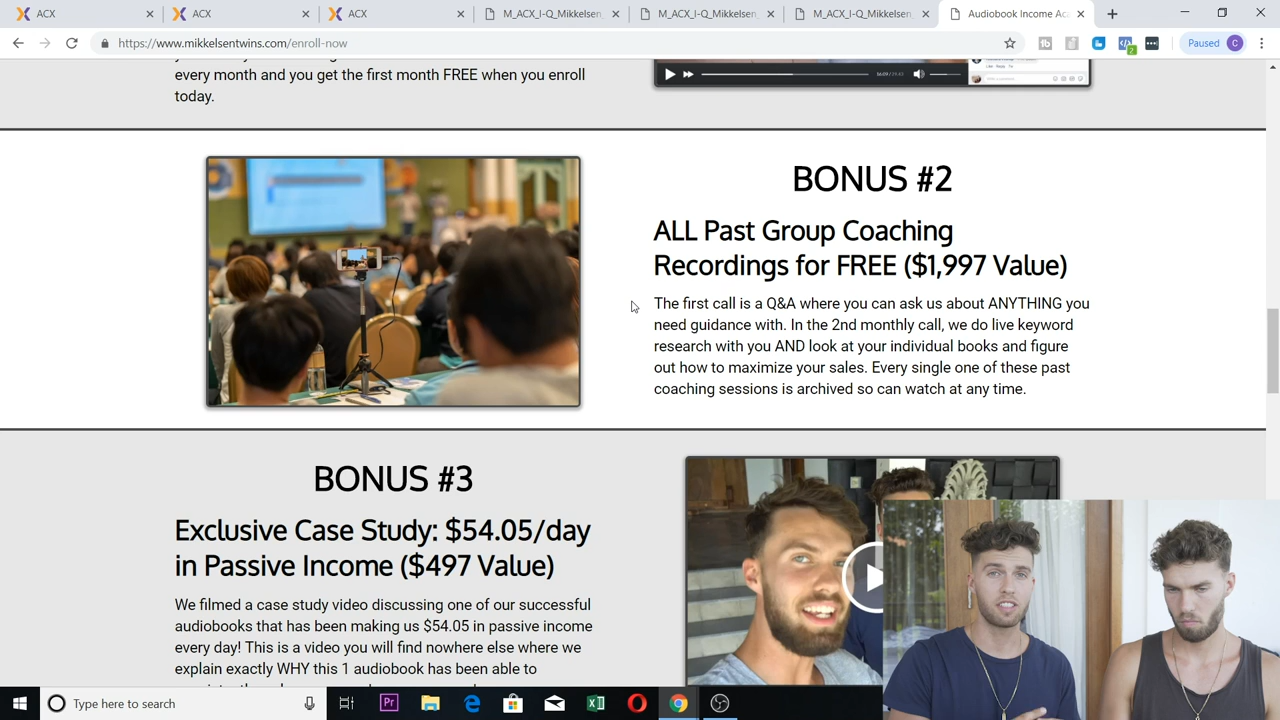 ACX
ACX
ACX
M_ACX_I-Q_Mikkelsen
M_ACX_I-Q_Mikkelsen
M_ACX_I-Q_Mikkelsen
Audiobook Income Aca
https://www.mikkelsentwins.com/enroll-now
Paused C
every month an
t the first month FREE when you
today.
BONUS #2
ALL Past Group Coaching
Recordings for FREE ($1,997 Value)
The first call is a Q&A where you can ask us about ANYTHING you
need guidance with. In the 2nd monthly call, we do live keyword
research with you AND look at your individual books and figure
out how to maximize your sales. Every single one of these past
coaching sessions is archived so can watch at any time.
BONUS #3
Exclusive Case Study: $54.05/day
in Passive Income ($497 Value)
We filmed a case study video discussing one of our successful
audiobooks that has been making us $54.05 in passive income
every day! This is a video you will find nowhere else where we
explain exactly WHY this 1 audiobook has been able to
Type here to search
Pr